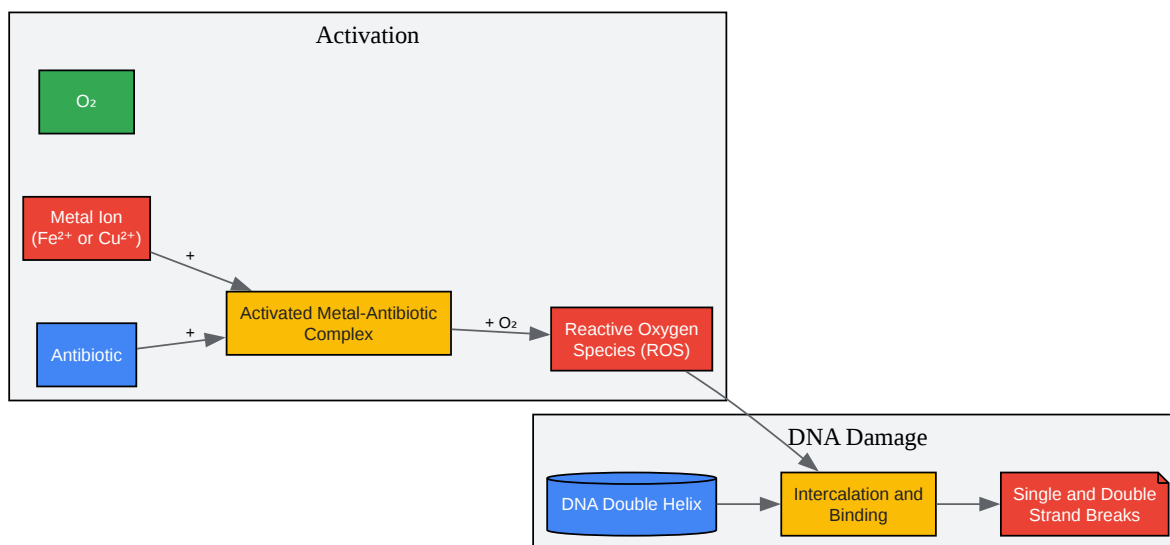 Activation
O₂
Metal Ion
(Fe²⁺ or Cu²⁺)
+
Antibiotic
+
Activated Metal-Antibiotic
Complex
+ O₂
Reactive Oxygen
Species (ROS)
DNA Damage
DNA Double Helix
Intercalation and
Binding
Single and Double
Strand Breaks